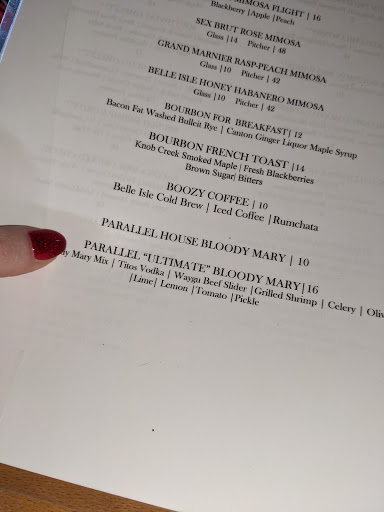 MIMOSA FLIGHT | 16
Blackberry |Apple |Pesch
SEX BRUT ROSE MIMOSA
Glass |14 Pitcher | 48
GRAND MARNIER RASP-PEACH MIMOSA
Glass |10 Pitcher | 42
BELLE ISLE HONEY HABANERO MIMOSA
Glass |10 Pitcher | 42
BOURBON FOR BREAKFAST| 12
Bacon Fat Washed Bulleit Rye | Canton Ginger Liquor Maple Syrup
BOURBON FRENCH TOAST |14
Knob Creek Smoked Maple | Fresh Blackberries
Brown Sugar| Bitters
BOOZY COFFEE | 10
Belle Isle Cold Brew | Iced Coffee |Rumchata
PARALLEL HOUSE BLOODY MARY | 10
PARALLEL “ULTIMATE” BLOODY MARY|16
Mary Mix | Titos Vodka | Waygu Beef Slider |Grilled Shrimp | Celery | Oliv
|Lime| Lemon |Tomato |Pickle